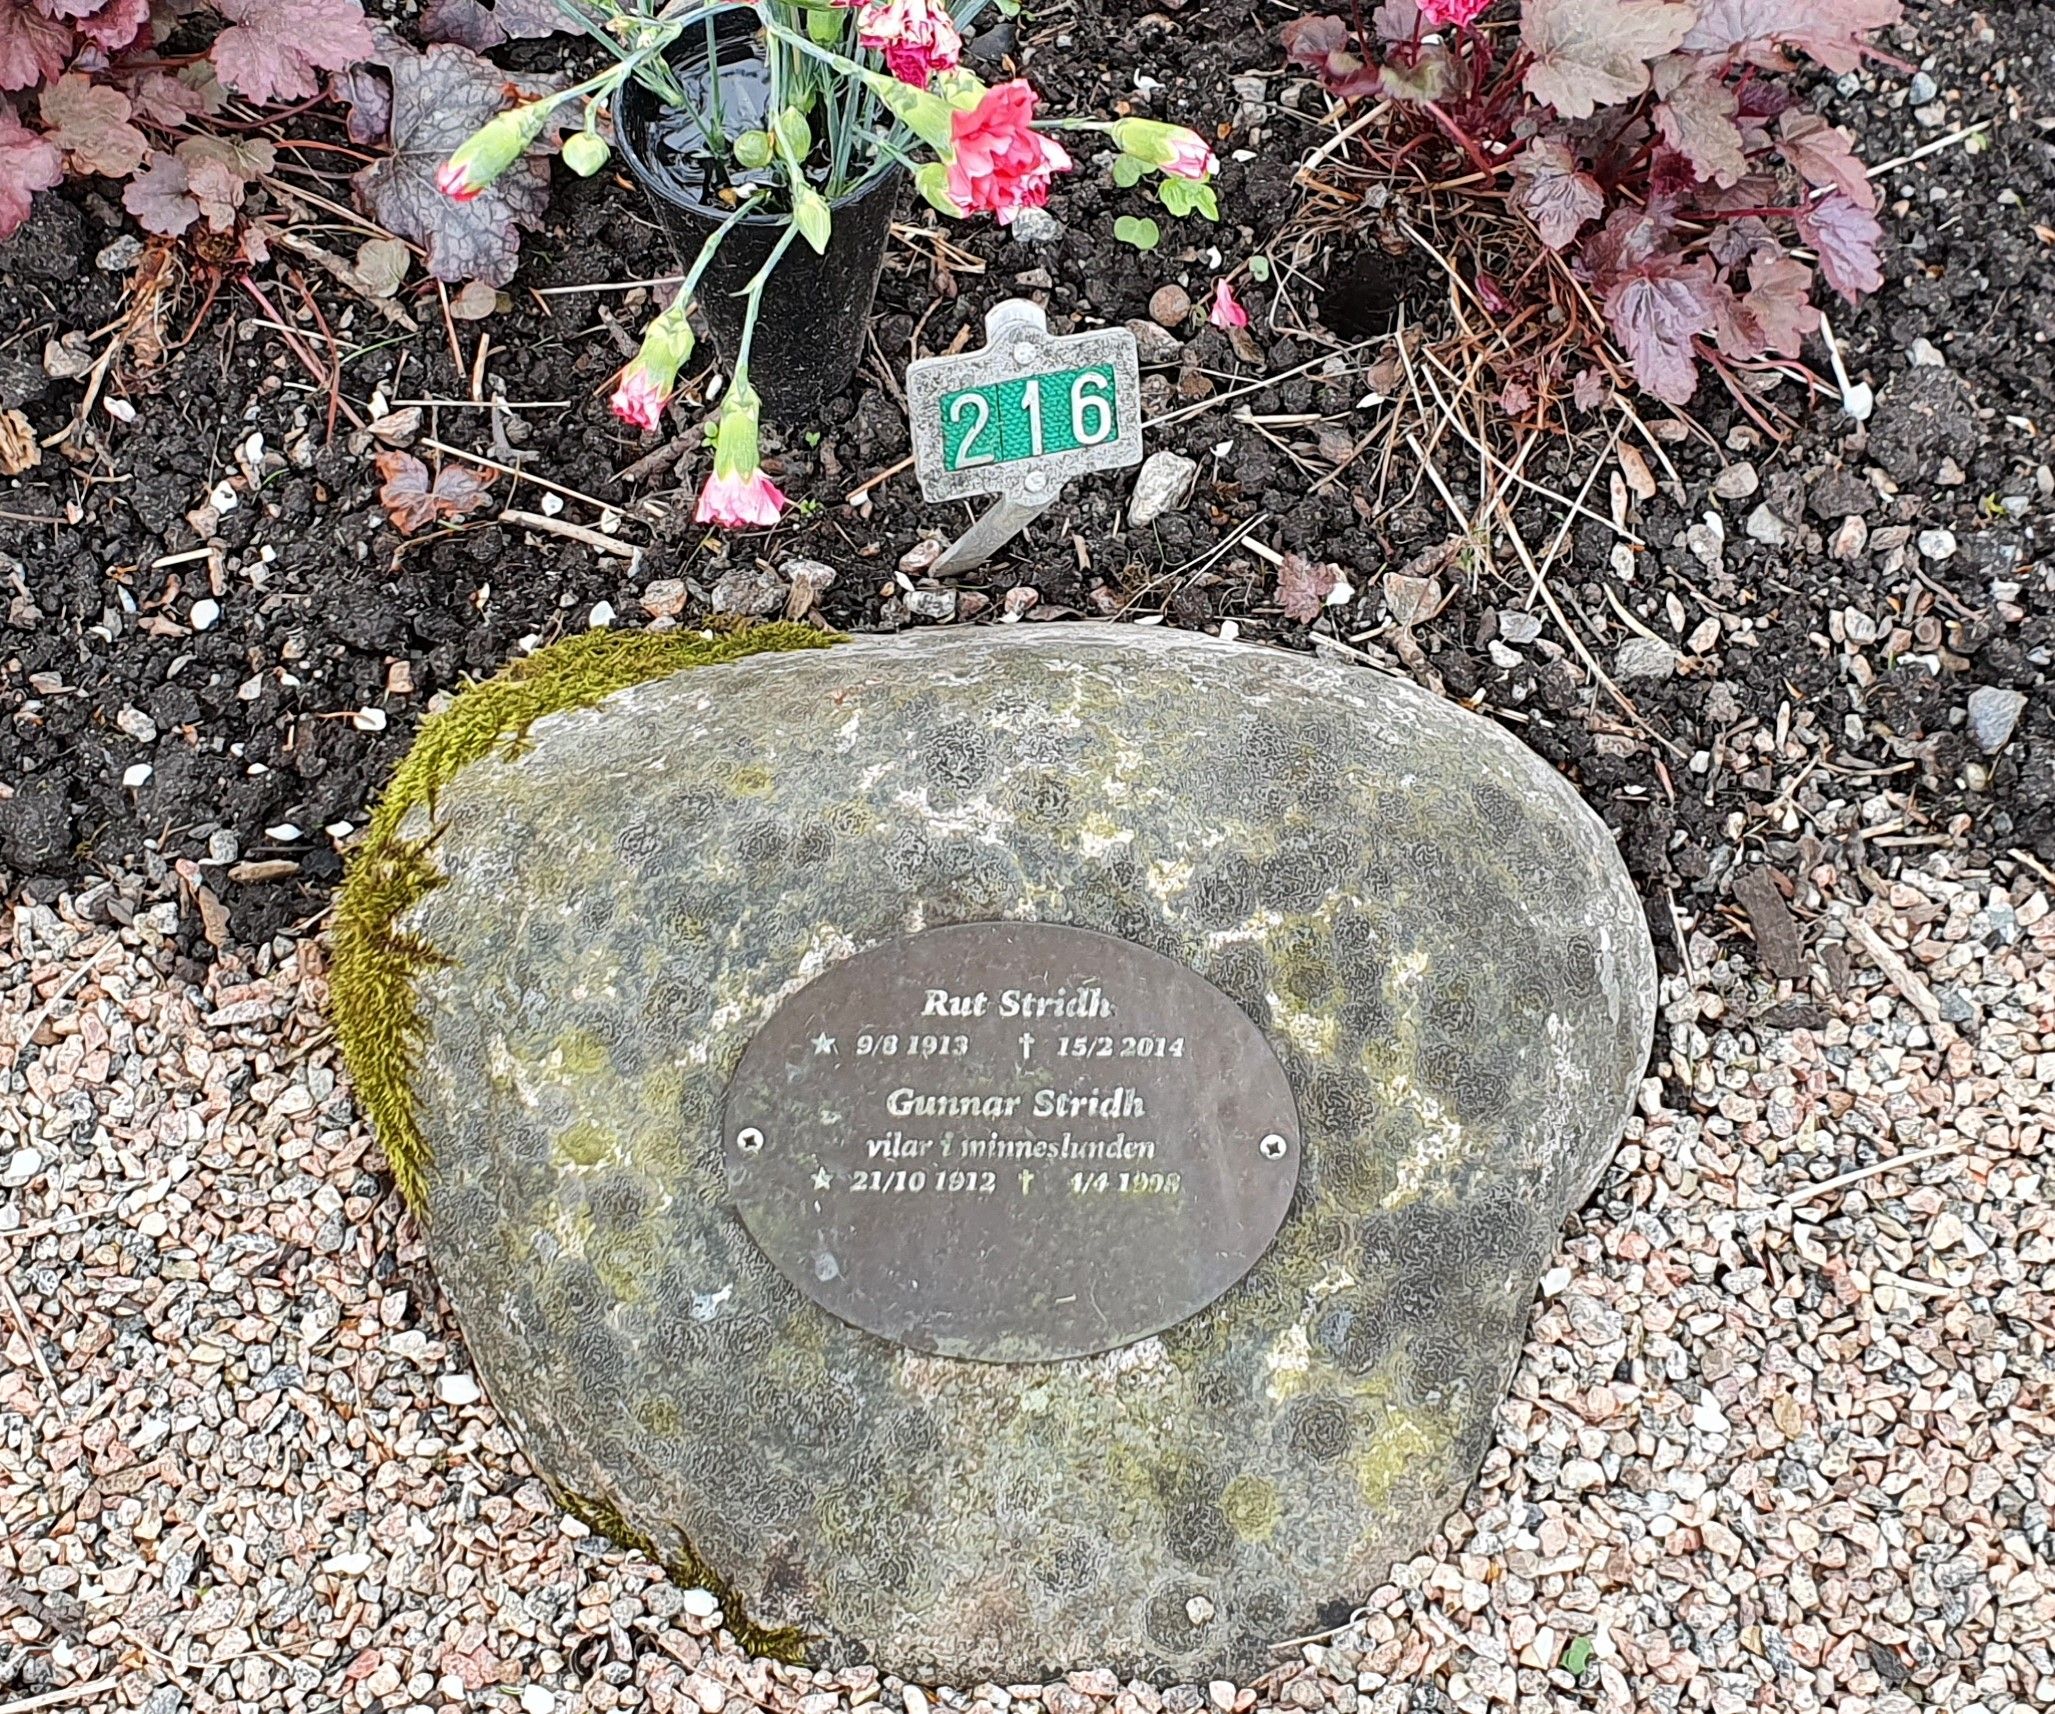 216
Rut Stridh
★ 9/8 1913 † 15/2 2014
Gunnar Stridh
vilar i minneslunden
★ 21/10 1912 † 4/4 1998